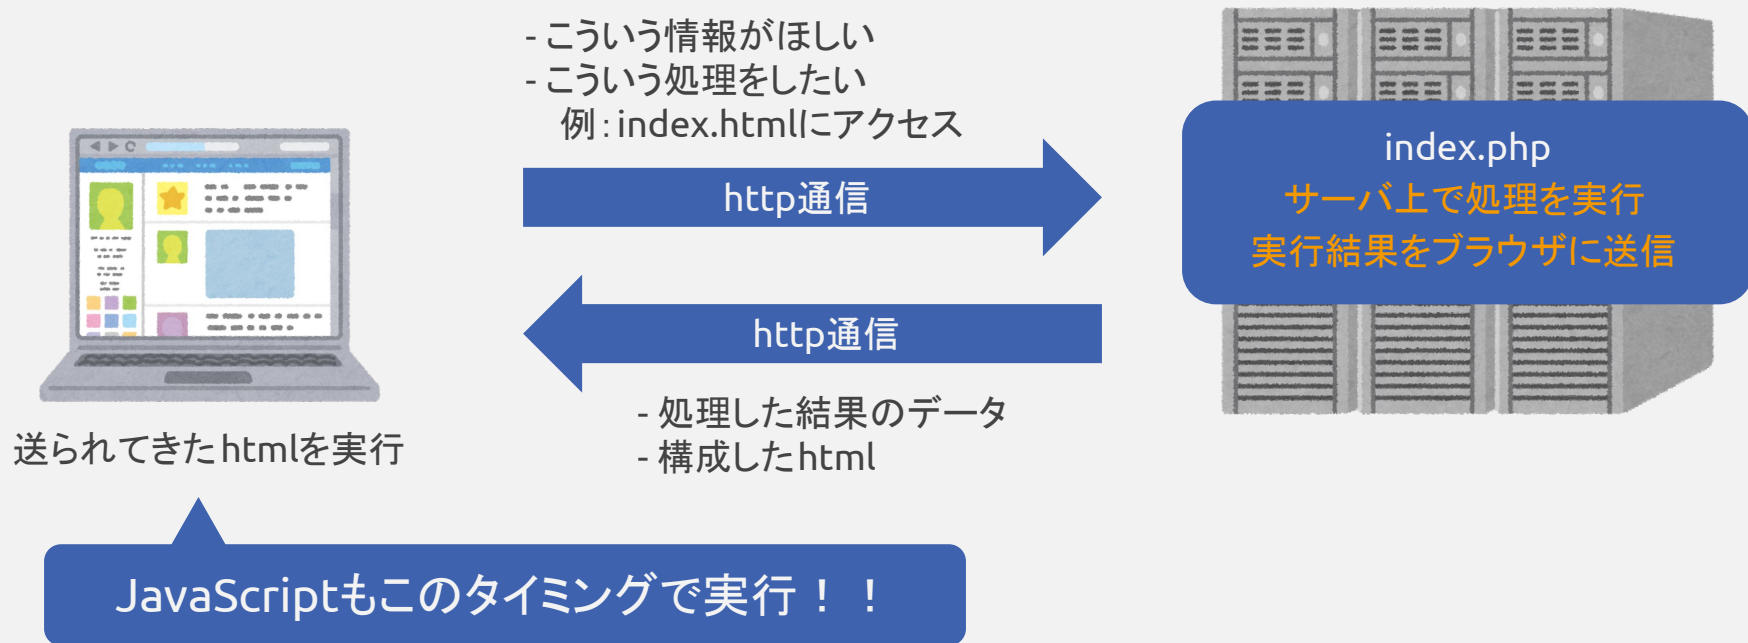 - こういう情報がほしい
- こういう処理をしたい
例：index.htmlにアクセス
http通信
index.php
サーバ上で処理を実行
実行結果をブラウザに送信
http通信
- 処理した結果のデータ
- 構成したhtml
送られてきたhtmlを実行
JavaScriptもこのタイミングで実行！！